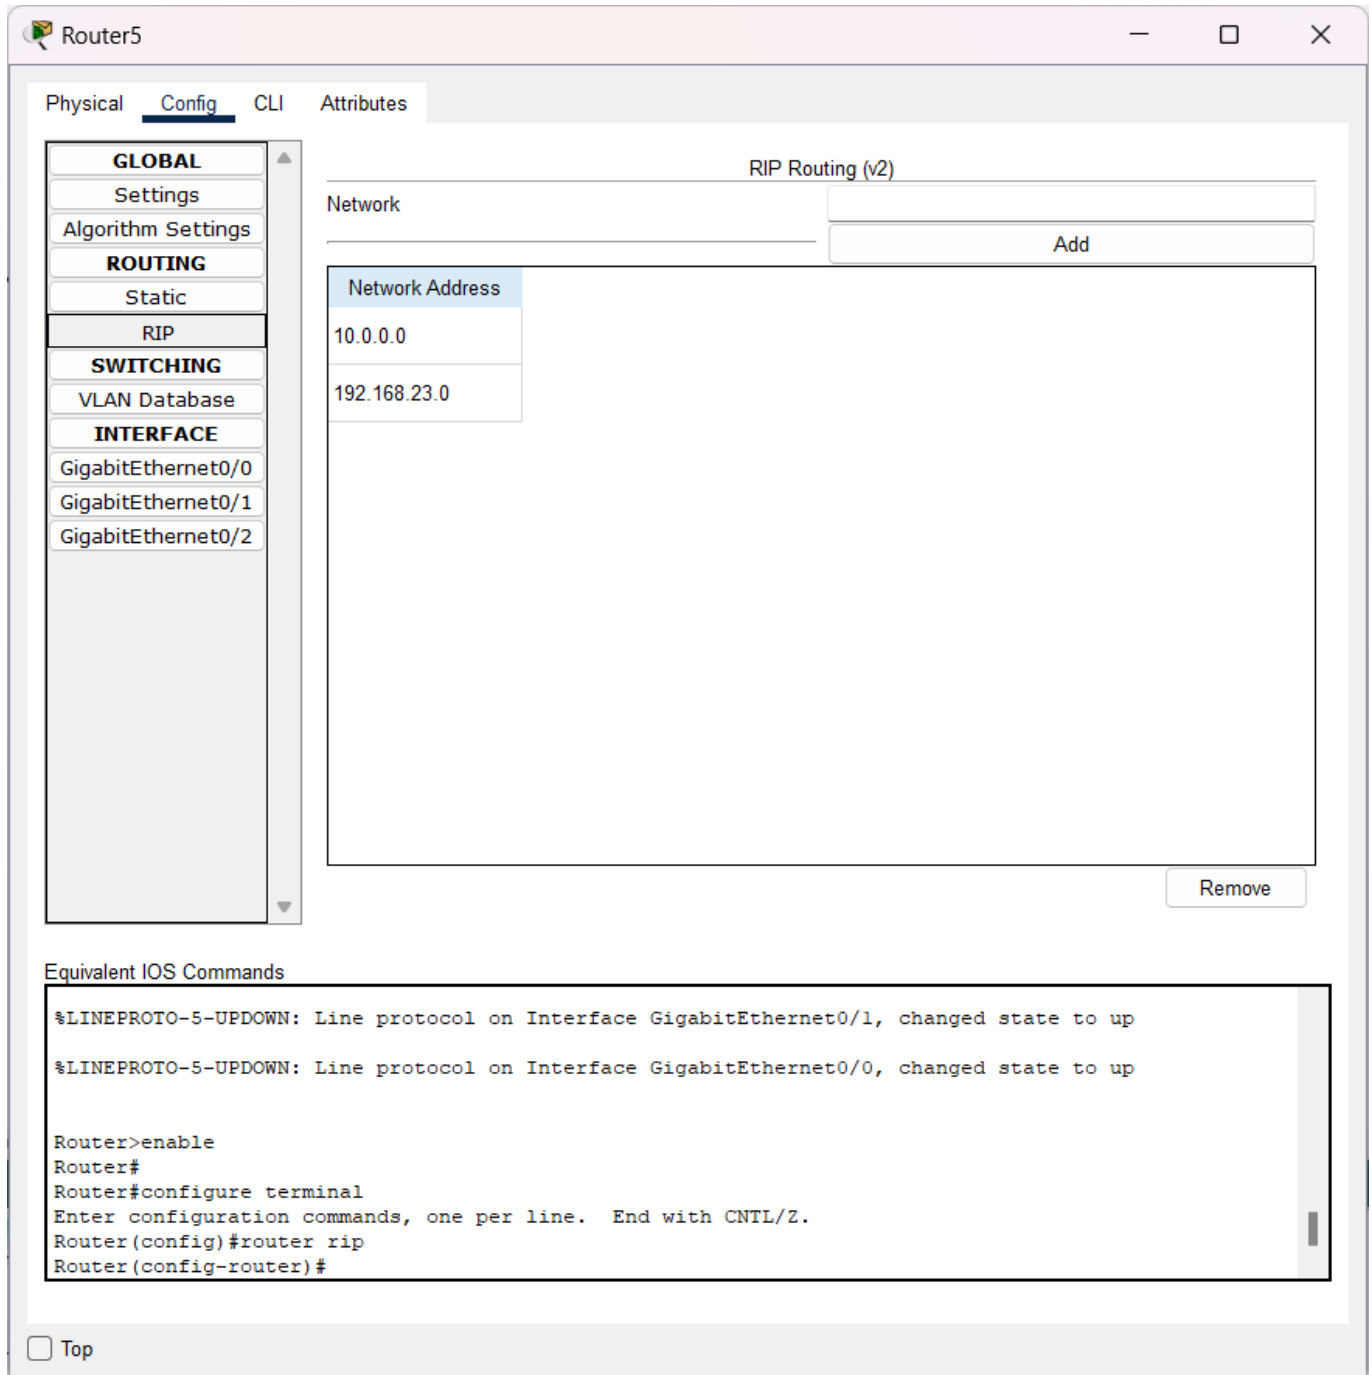 Router5
Physical Config CLI Attributes
GLOBAL
Settings
Algorithm Settings
ROUTING
Static
RIP
SWITCHING
VLAN Database
INTERFACE
GigabitEthernet0/0
GigabitEthernet0/1
GigabitEthernet0/2
RIP Routing (v2)
Network
Add
Network Address
10.0.0.0
192.168.23.0
Remove
Equivalent IOS Commands
%LINEPROTO-5-UPDOWN: Line protocol on Interface GigabitEthernet0/1, changed state to up
%LINEPROTO-5-UPDOWN: Line protocol on Interface GigabitEthernet0/0, changed state to up
Router>enable
Router#
Router#configure terminal
Enter configuration commands, one per line.  End with CNTL/Z.
Router(config)#router rip
Router(config-router)#
Top